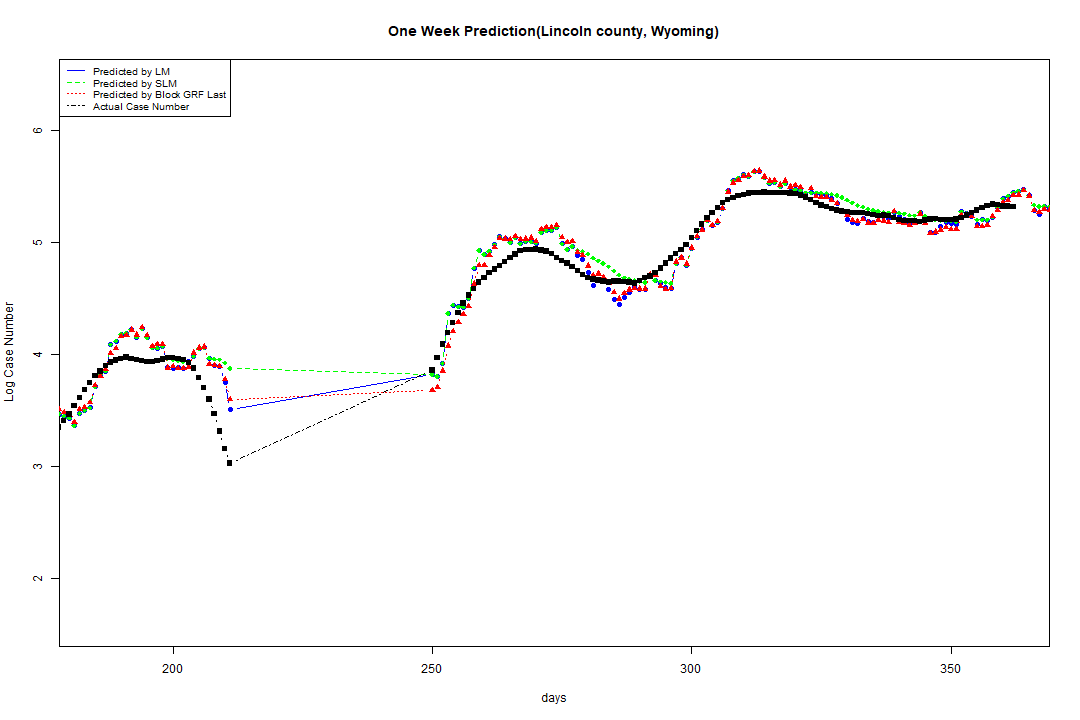 One Week Prediction(Lincoln county, Wyoming)
Predicted by LM
Predicted by SLM
Predicted by Block GRF Last
Actual Case Number
Log Case Number
6
5
4
3
2
200
250
300
350
days